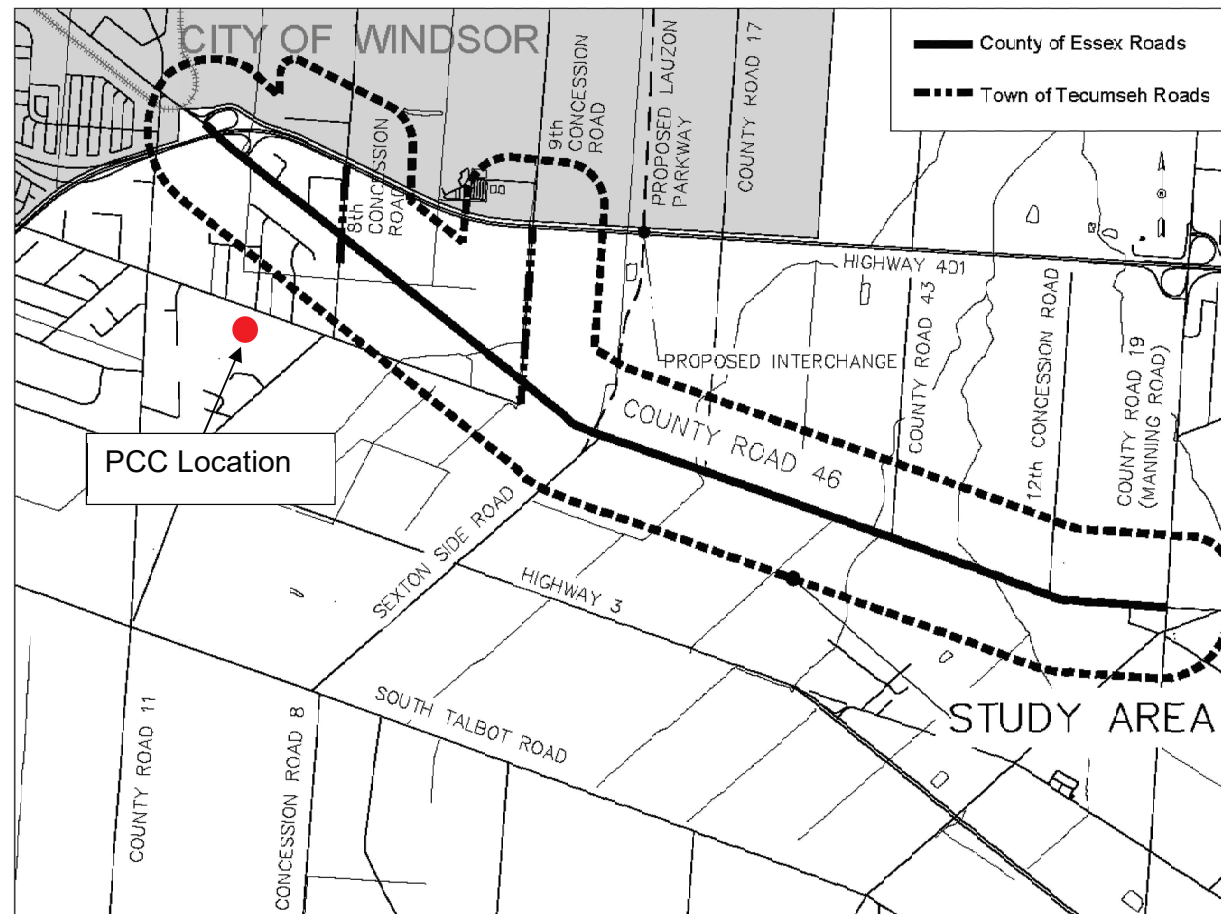 CITY OF WINDSOR
County of Essex Roads
Town of Tecumseh Roads
8th
CONCESSION
ROAD
9th
CONCESSION
ROAD
PROPOSED LAUZON
PARKWAY
COUNTY ROAD 17
HIGHWAY 401
COUNTY ROAD 43
12th CONCESSION ROAD
COUNTY ROAD 19
(MANNING ROAD)
PROPOSED INTERCHANGE
COUNTY ROAD 46
PCC Location
SEXTON SIDE ROAD
HIGHWAY 3
SOUTH TALBOT ROAD
STUDY AREA
COUNTY ROAD 11
CONCESSION ROAD 8